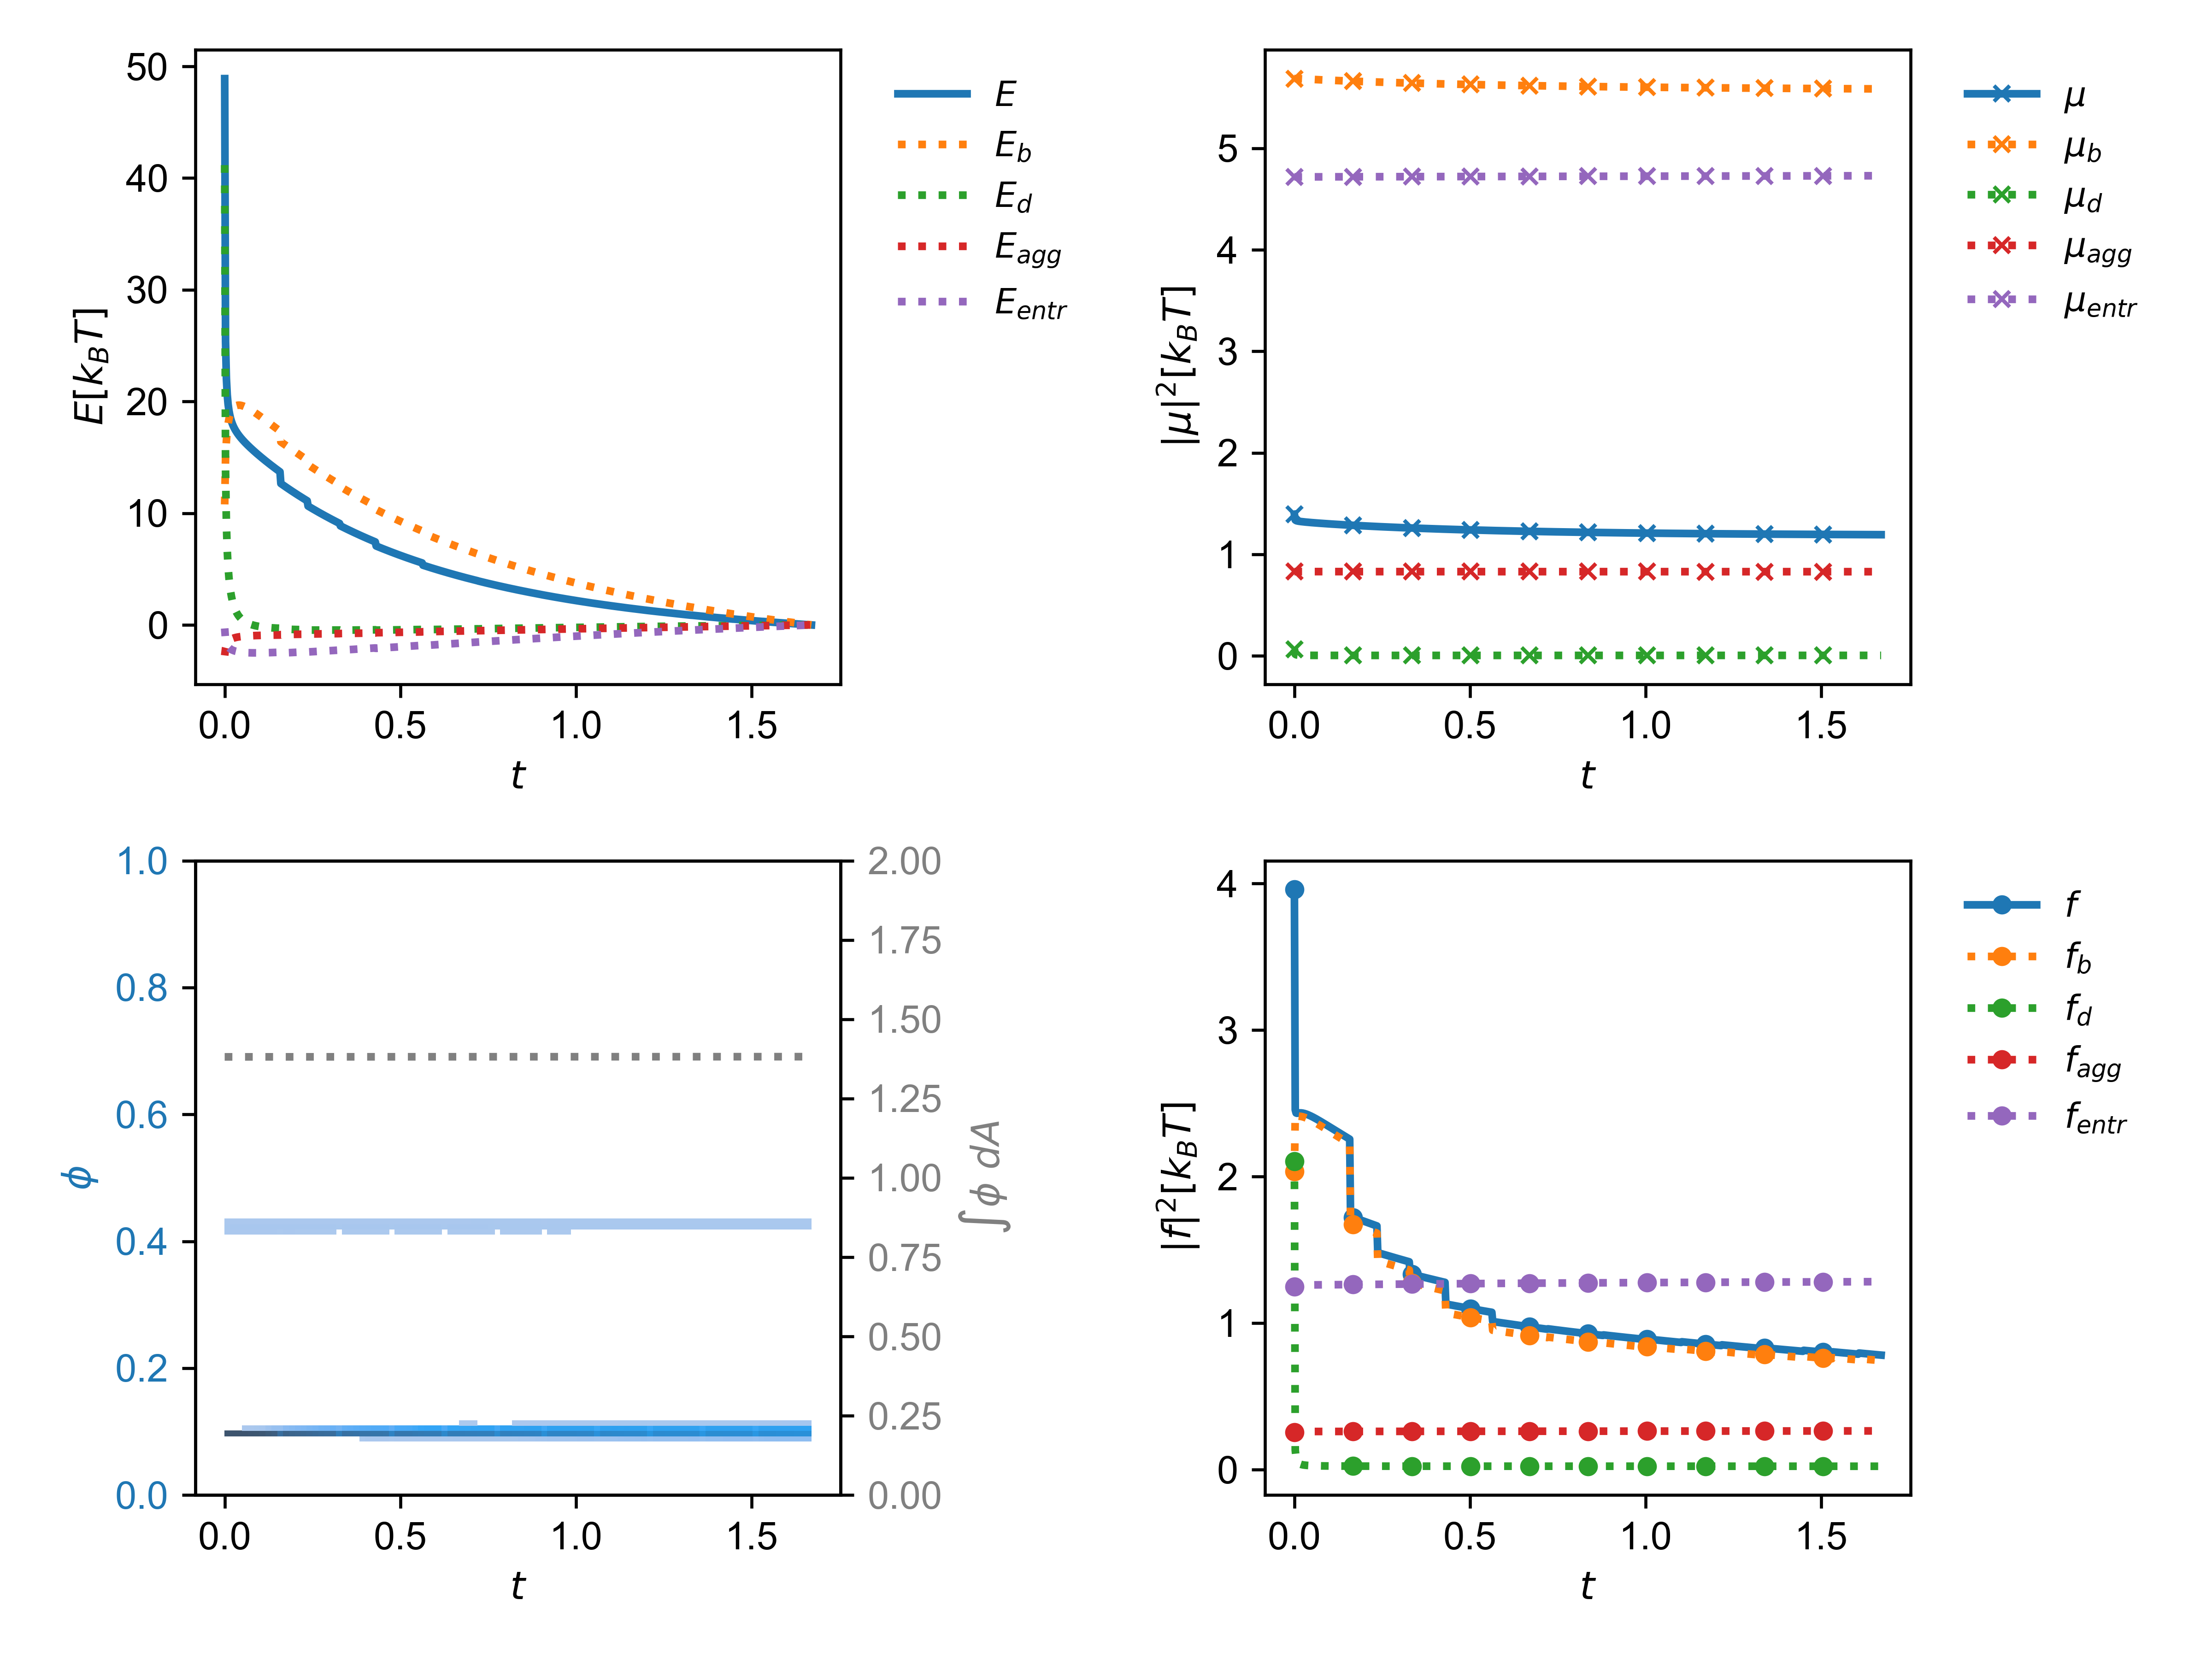 50
40
30
20
10
0
E[k_BT]
0.0 0.5 1.0 1.5
t
E
E_b
E_d
E_agg
E_entr
5
4
3
2
1
0
|μ|²[k_BT]
0.0 0.5 1.0 1.5
t
μ
μ_b
μ_d
μ_agg
μ_entr
1.0
0.8
0.6
0.4
0.2
0.0
ϕ
0.0 0.5 1.0 1.5
t
2.00
1.75
1.50
1.25
1.00
0.75
0.50
0.25
0.00
∫ϕ dA
4
3
2
1
0
|f|²[k_BT]
0.0 0.5 1.0 1.5
t
f
f_b
f_d
f_agg
f_entr